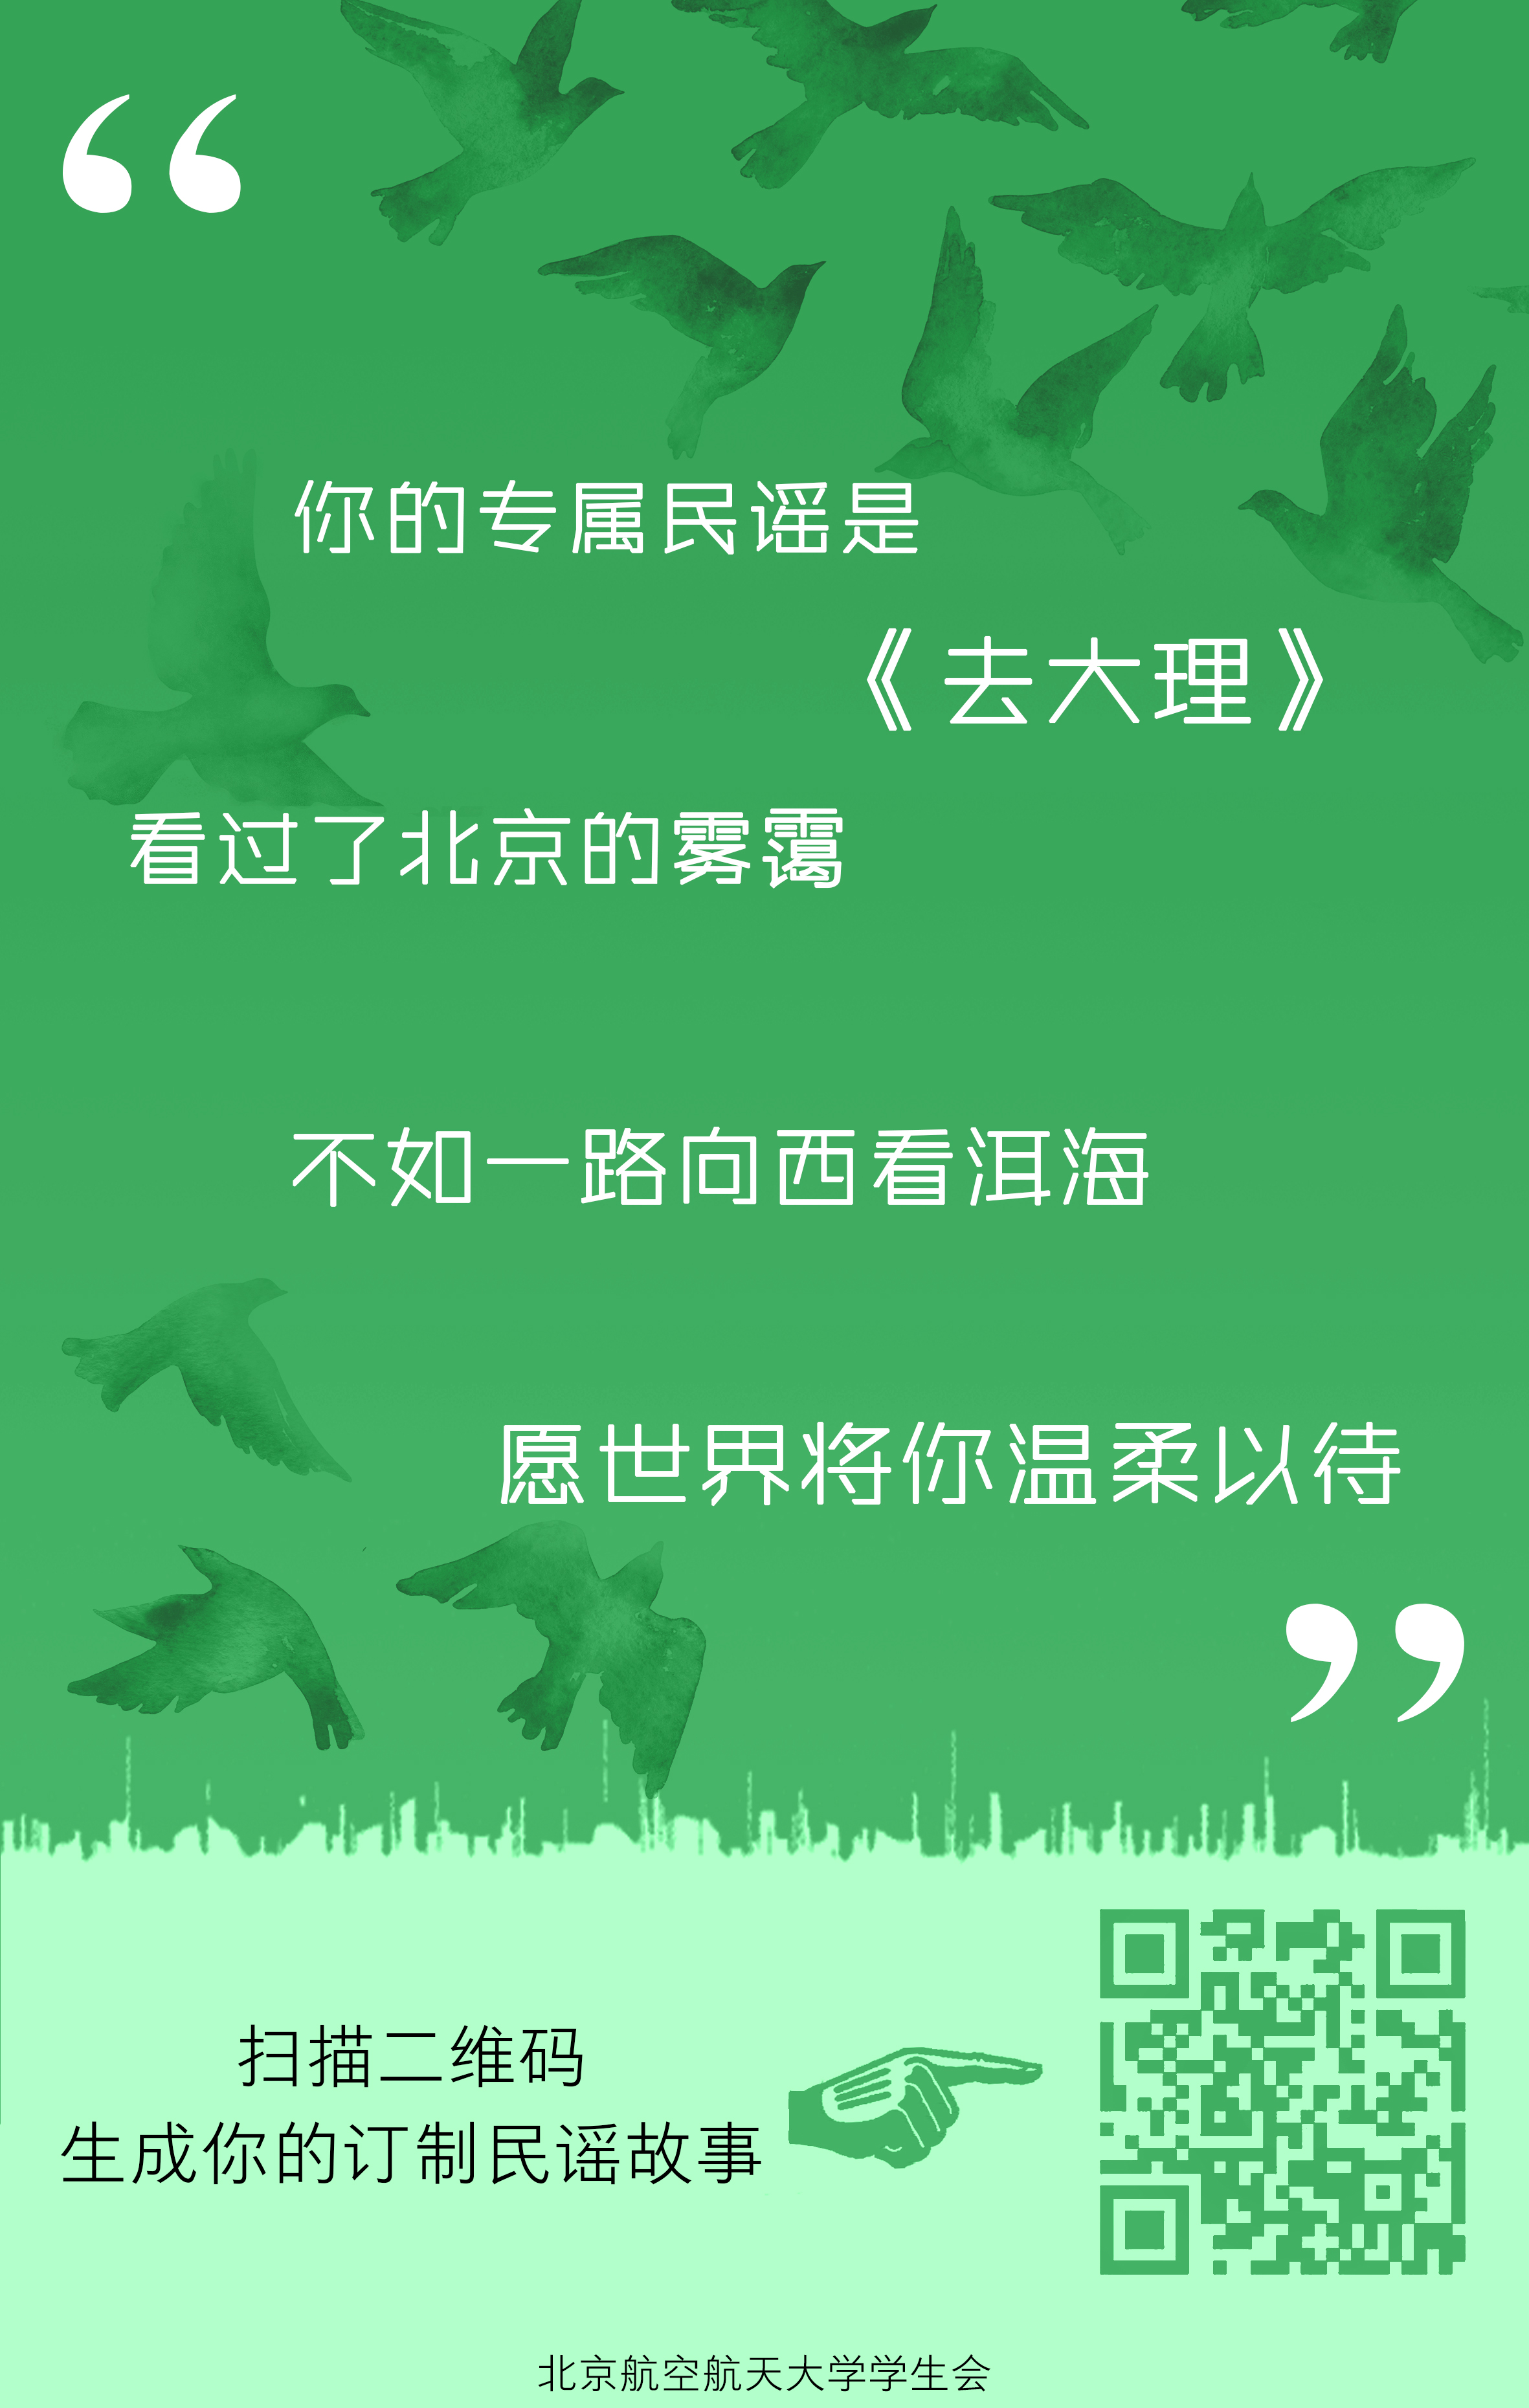 “
你的专属民谣是
《去大理》
看过了北京的雾霭
不如一路向西看洱海
愿世界将你温柔以待
”
扫描二维码
生成你的订制民谣故事
北京航空航天大学学生会